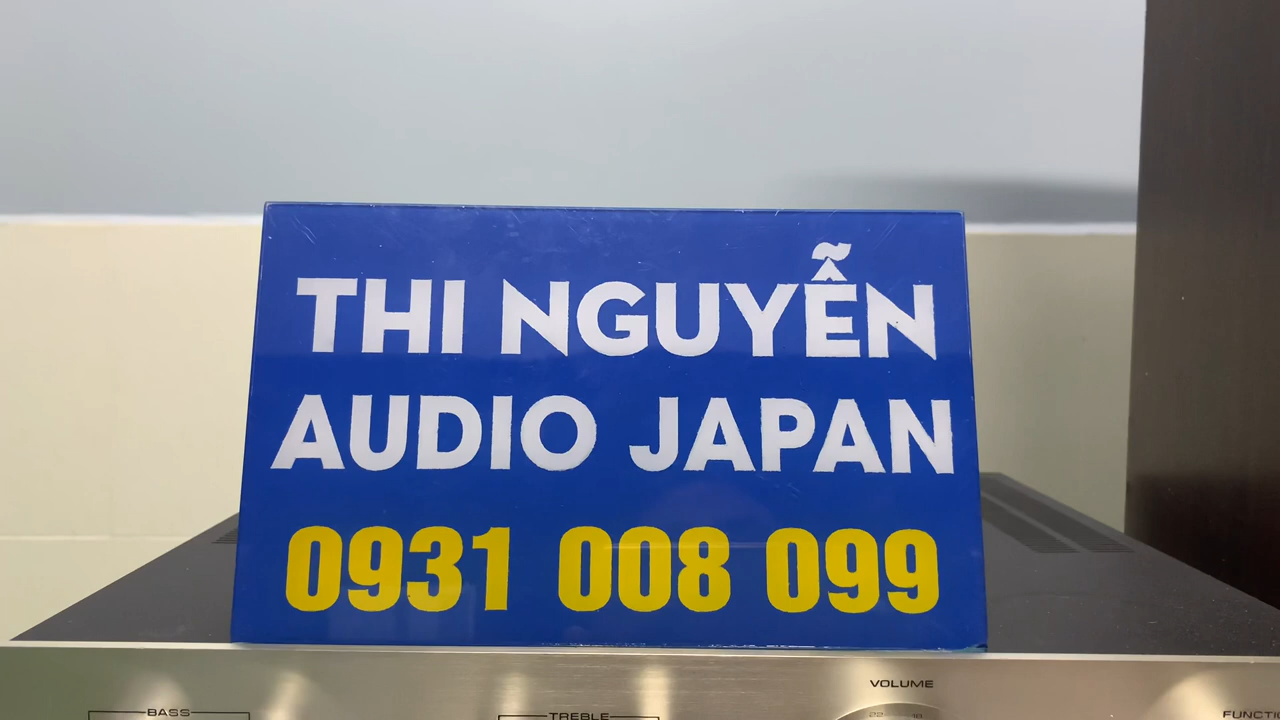 THI NGUYỄN
AUDIO JAPAN
0931 008 099
VOLUME
BASS
TREBLE